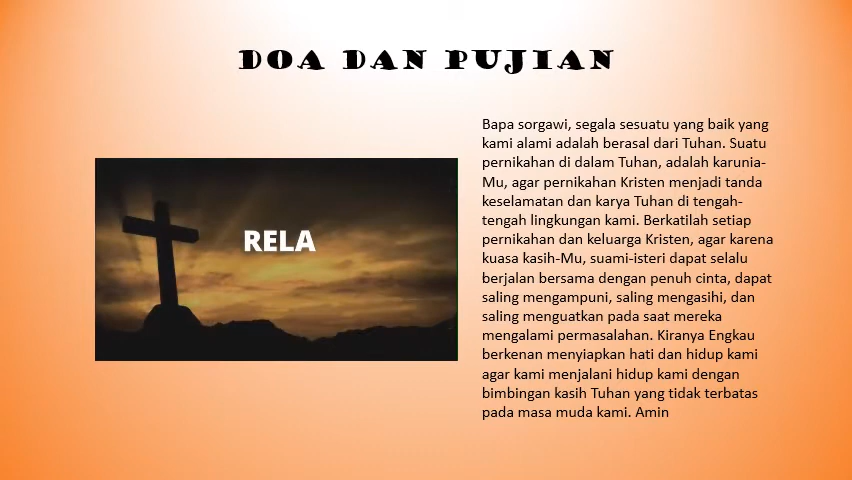 DOA DAN PUJIAN
RELA
Bapa sorgawi, segala sesuatu yang baik yang
kami alami adalah berasal dari Tuhan. Suatu
pernikahan di dalam Tuhan, adalah karunia-
Mu, agar pernikahan Kristen menjadi tanda
keselamatan dan karya Tuhan di tengah-
tengah lingkungan kami. Berkatilah setiap
pernikahan dan keluarga Kristen, agar karena
kuasa kasih-Mu, suami-isteri dapat selalu
berjalan bersama dengan penuh cinta, dapat
saling mengampuni, saling mengasihi, dan
saling menguatkan pada saat mereka
mengalami permasalahan. Kiranya Engkau
berkenan menyiapkan hati dan hidup kami
agar kami menjalani hidup kami dengan
bimbingan kasih Tuhan yang tidak terbatas
pada masa muda kami. Amin